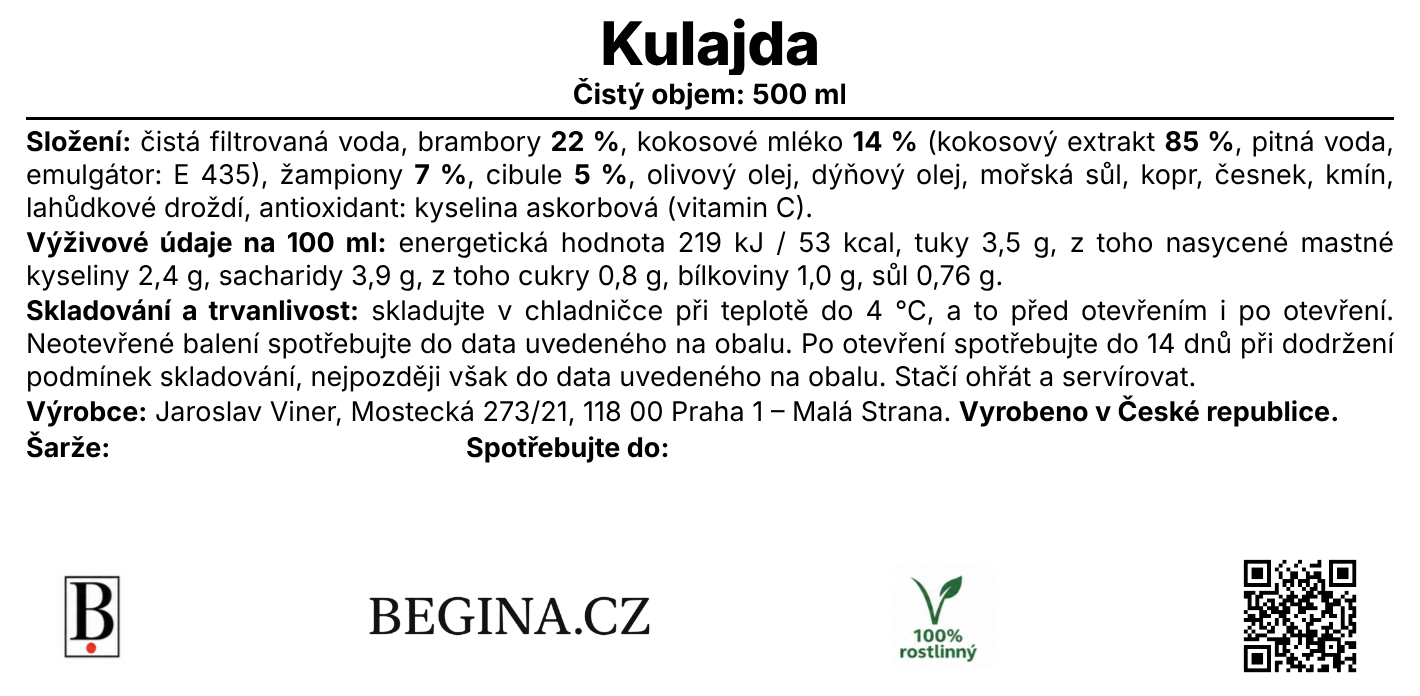 Kulajda
Čistý objem: 500 ml
Složení: čistá filtrovaná voda, brambory 22 %, kokosové mléko 14 % (kokosový extrakt 85 %, pitná voda,
emulgátor: E 435), žampiony 7 %, cibule 5 %, olivový olej, dýňový olej, mořská sůl, kopr, česnek, kmín,
lahůdkové droždí, antioxidant: kyselina askorbová (vitamin C).
Výživové údaje na 100 ml: energetická hodnota 219 kJ / 53 kcal, tuky 3,5 g, z toho nasycené mastné
kyseliny 2,4 g, sacharidy 3,9 g, z toho cukry 0,8 g, bílkoviny 1,0 g, sůl 0,76 g.
Skladování a trvanlivost: skladujte v chladničce při teplotě do 4 °C, a to před otevřením i po otevření.
Neotevřené balení spotřebujte do data uvedeného na obalu. Po otevření spotřebujte do 14 dnů při dodržení
podmínek skladování, nejpozději však do data uvedeného na obalu. Stačí ohřát a servírovat.
Výrobce: Jaroslav Viner, Mostecká 273/21, 118 00 Praha 1 – Malá Strana. Vyrobeno v České republice.
Šarže: Spotřebujte do:
B BEGINA.CZ
100%
rostlinný